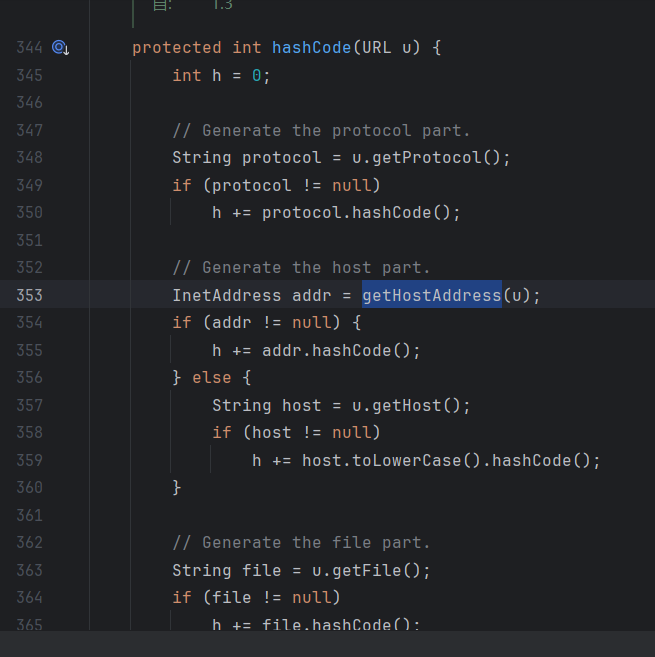 自: 1.3
344 protected int hashCode(URL u) {
345 int h = 0;
346
347 // Generate the protocol part.
348 String protocol = u.getProtocol();
349 if (protocol != null)
350 h += protocol.hashCode();
351
352 // Generate the host part.
353 InetAddress addr = getHostAddress(u);
354 if (addr != null) {
355 h += addr.hashCode();
356 } else {
357 String host = u.getHost();
358 if (host != null)
359 h += host.toLowerCase().hashCode();
360 }
361
362 // Generate the file part.
363 String file = u.getFile();
364 if (file != null)
365 h += file.hashCode();